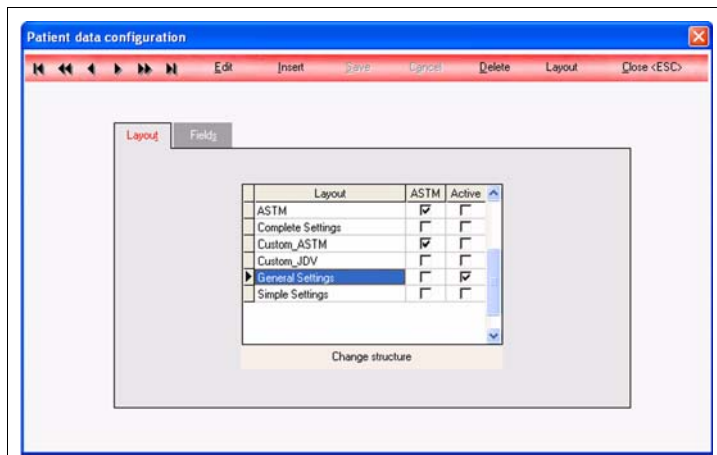 Patient data configuration
Edit Insert Save Cancel Delete Layout Close <ESC>
Layout Fields
Layout ASTM Active
ASTM
Complete Settings
Custom_ASTM
Custom_JDV
General Settings
Simple Settings
Change structure